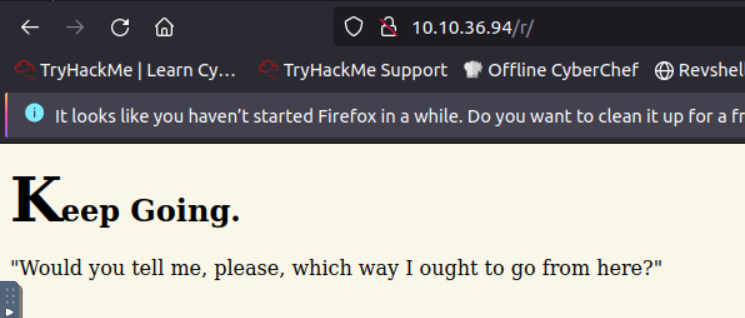 10.10.36.94/r/
TryHackMe | Learn Cy... TryHackMe Support Offline CyberChef Revshell
It looks like you haven't started Firefox in a while. Do you want to clean it up for a fr
Keep Going.
"Would you tell me, please, which way I ought to go from here?"